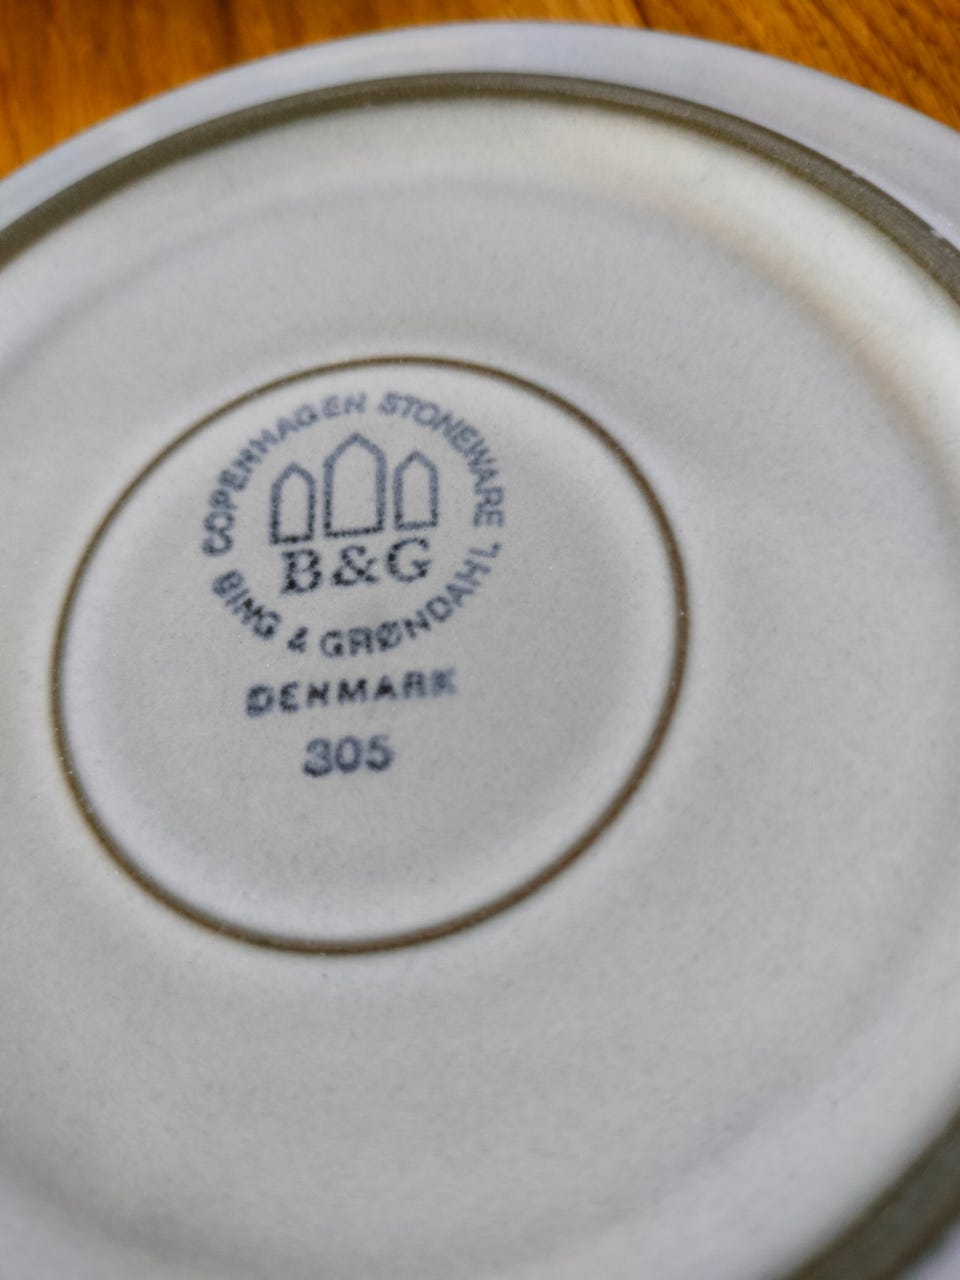 COPENHAGEN STONEWARE
B&G
BING & GRØNDAHL
DENMARK
305